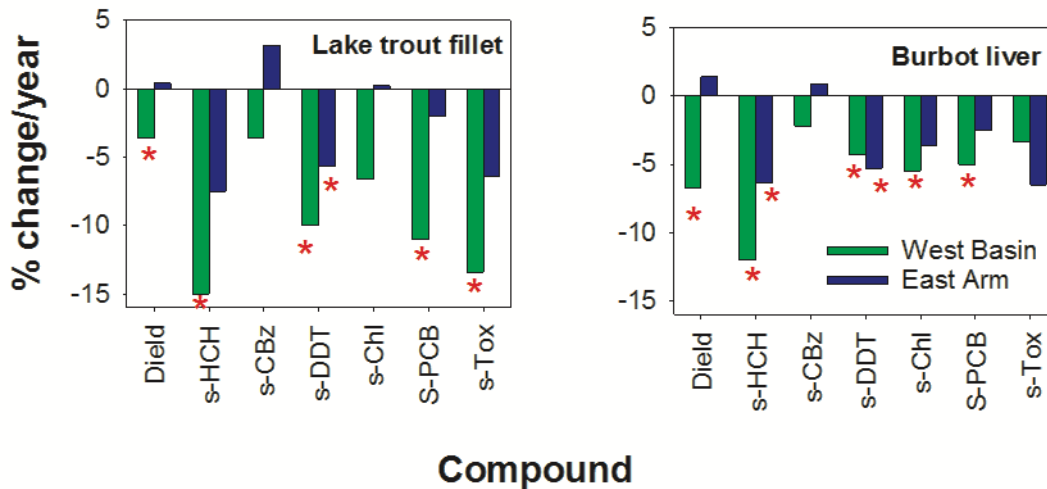 % change/year
5
0
-5
-10
-15
Lake trout fillet
Dield
s-HCH
s-CBz
s-DDT
s-Chl
S-PCB
s-Tox
5
0
-5
-10
-15
Burbot liver
* * * * * * *
* * * * * * *
West Basin
East Arm
Dield
s-HCH
s-CBz
s-DDT
s-Chl
S-PCB
s-Tox
Compound